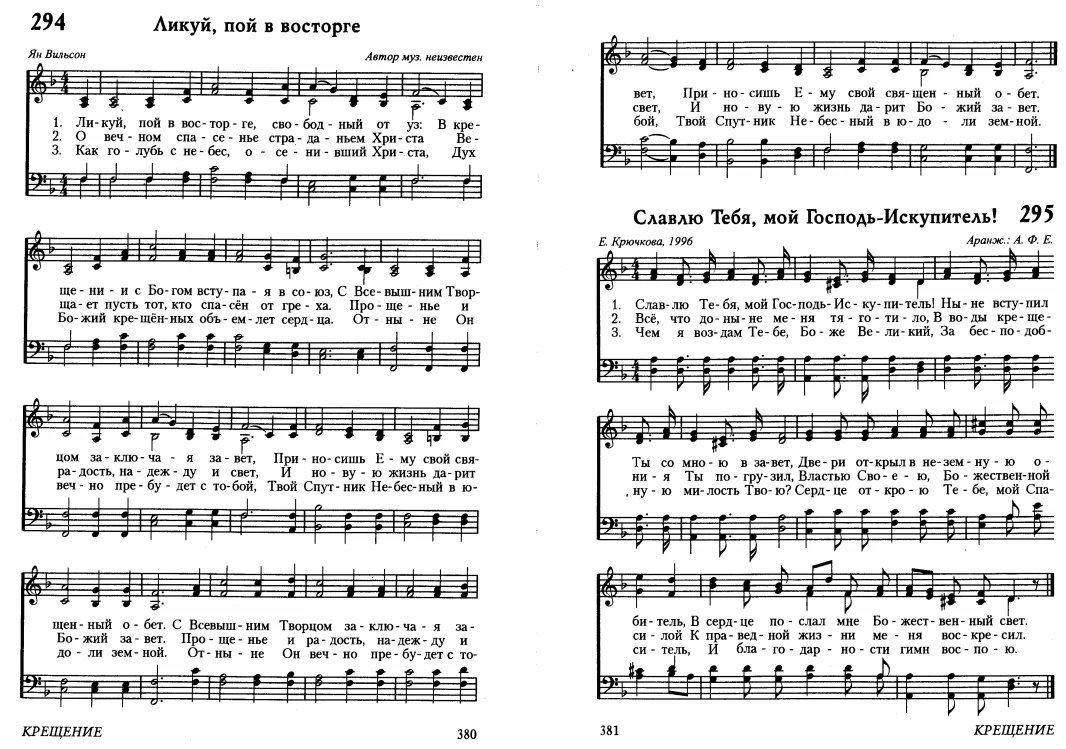 294 Ликуй, пой в восторге
Ян Вильсон Автор муз. неизвестен
1. Ли-куй, пой в вос-тор-ге, сво-бод-ный от уз: В кре-
2. О веч-ном спа-се-нье стра-да-ньем Хри-ста Ве-
3. Как го-лубь с не-бес, о-се-ни-вший Хри-ста, Дух
ще-ни-и с Бо-гом всту-па-я в со-юз, С Все-выш-ним Твор-
ща-ет пусть тот, кто спа-сён от гре-ха. Про-ще-нье и
Бо-жий кре-щён-ных объ-ем-лет серд-ца. От-ны-не Он
цом за-клю-ча-я за-вет, При-но-сишь Е-му свой свя-
ра-дость, на-деж-ду и свет, И но-ву-ю жизнь да-рит
веч-но пре-бу-дет с то-бой, Твой Спут-ник Не-бес-ный в ю-
щен-ный о-бет. С Все­выш-ним Творцом за-клю-ча-я за-
Бо-жий за-вет. Про-ще-нье и ра-дость, на-деж-ду и
до-ли зем-ной. От-ны-не Он веч-но пре-бу-дет с то-
КРЕЩЕНИЕ 380
вет, При-но-сишь Е-му свой свя-щен-ный о-бет.
свет, И но-ву-ю жизнь да-рит Бо-жий за-вет.
бой, Твой Спут-ник Не-бес-ный в ю-до-ли зем-ной.
Славлю Тебя, мой Господь-Искупитель! 295
Е. Крючкова, 1996 Аранж.: А. Ф. Е.
1. Слав-лю Те-бя, мой Гос-подь-Ис-ку-пи-тель! Ны-не вступил
2. Всё, что до-ны-не ме-ня тя-го-ти-ло, В во-ды кре-ще-
3. Чем я воз-дам Те-бе, Бо-же Ве-ли-кий, За бес-по-доб-
Ты со мно-ю в за-вет, Две-ри от-крыл в не-зем-ну-ю о-
ни-я Ты по-гру-зил, Властью Сво-е-ю, Бо-жествен-ной
ну-ю ми-лость Тво-ю? Серд-це от-кро-ю Те-бе, мой Спа-
би-тель, В серд-це по-слал мне Бо-жест-вен-ный свет.
си-лой К пра-вед-ной жиз-ни ме-ня вос-кре-сил.
си-тель, И бла-го-дар-но-сти гимн вос-по-ю.
381 КРЕЩЕНИЕ